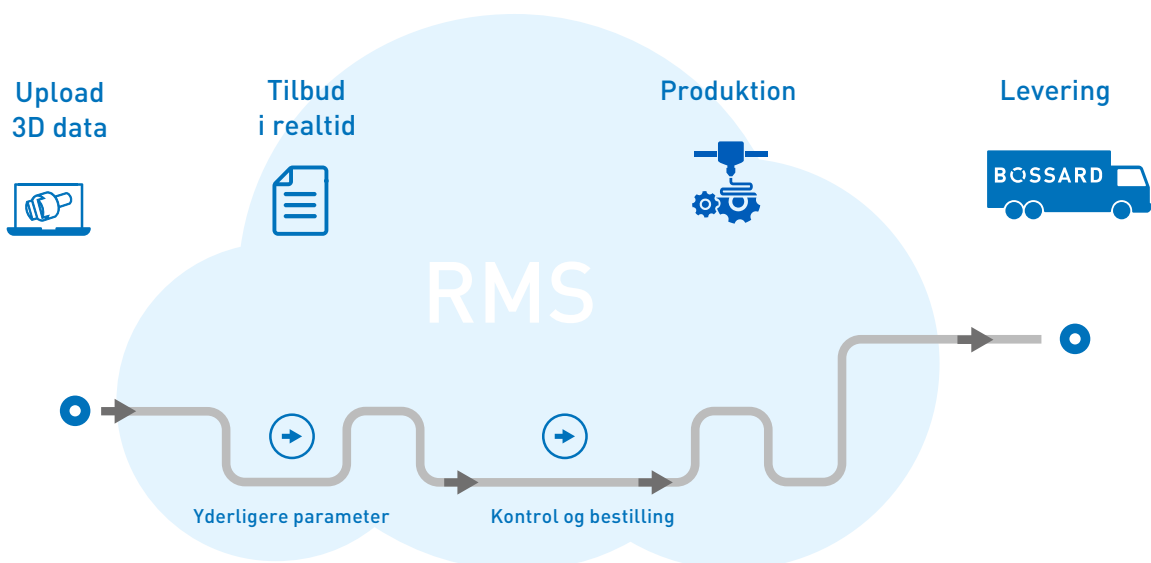 Upload
3D data
Tilbud
i realtid
Produktion
Levering
BOSSARD
RMS
Yderligere parameter
Kontrol og bestilling